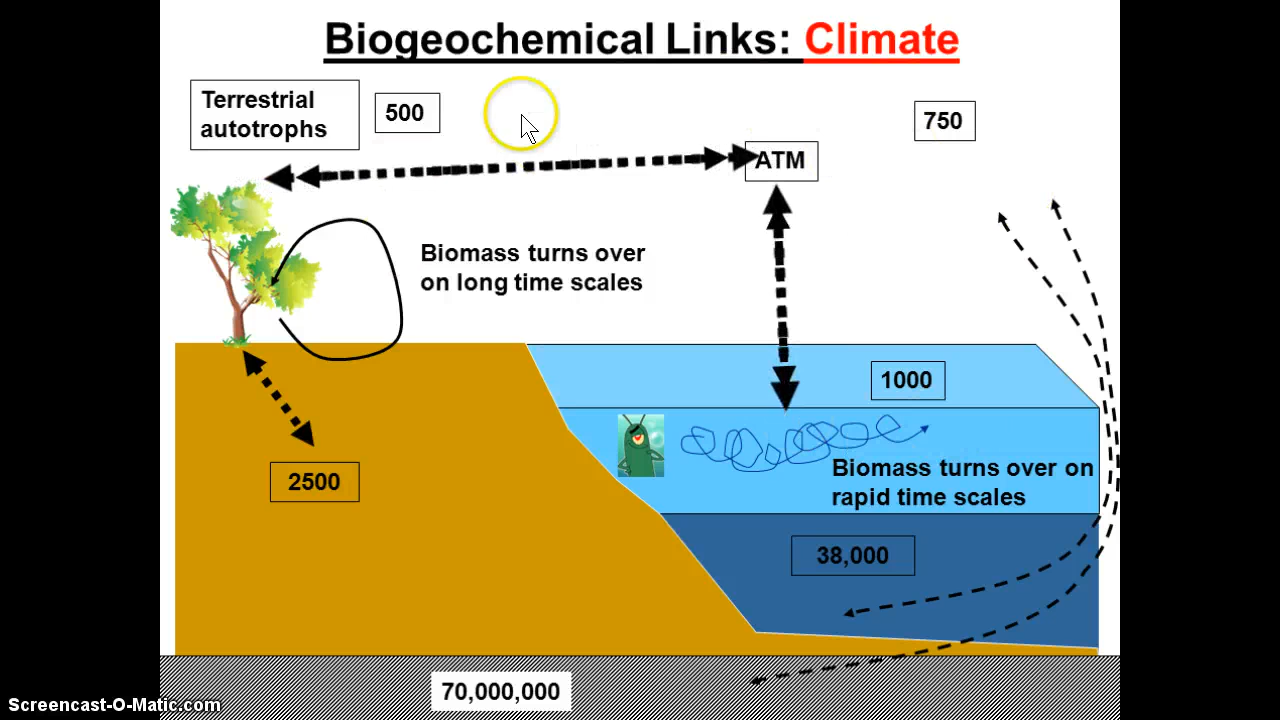 Biogeochemical Links: Climate
Terrestrial
autotrophs
500
750
ATM
Biomass turns over
on long time scales
1000
Biomass turns over on
rapid time scales
2500
38,000
70,000,000
Screencast-O-Matic.com